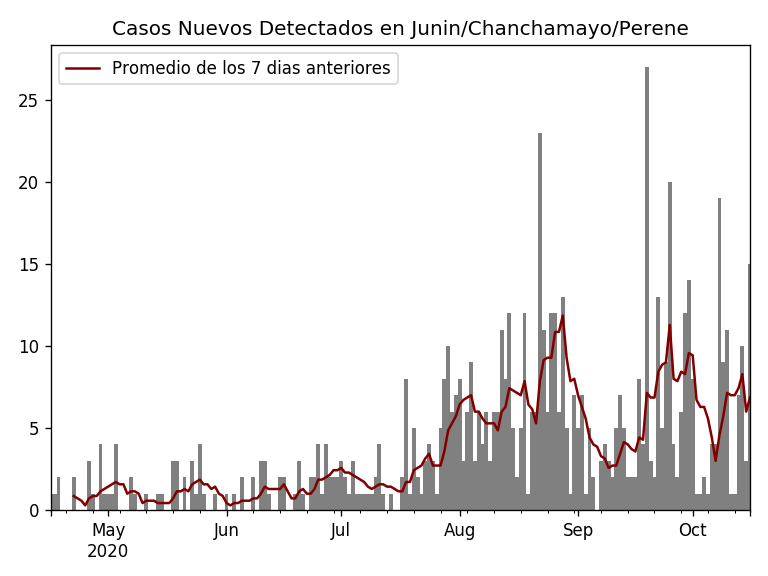 Casos Nuevos Detectados en Junin/Chanchamayo/Perene
Promedio de los 7 dias anteriores
25
20
15
10
5
0
May Jun Jul Aug Sep Oct
2020